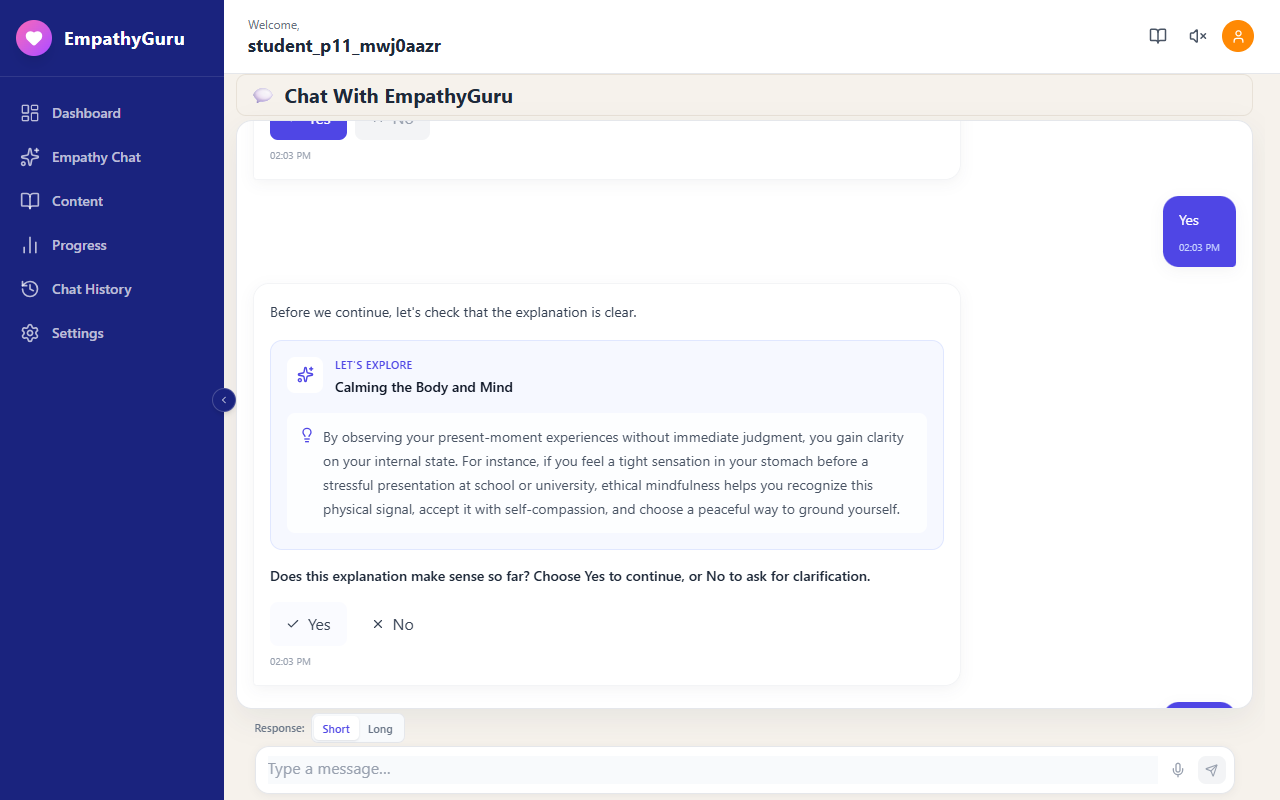 EmpathyGuru
Dashboard
Empathy Chat
Content
Progress
Chat History
Settings
Welcome,
student_p11_mwj0aazr
Chat With EmpathyGuru
Yes
No
02:03 PM
Yes
02:03 PM
Before we continue, let's check that the explanation is clear.
LET'S EXPLORE
Calming the Body and Mind
By observing your present-moment experiences without immediate judgment, you gain clarity
on your internal state. For instance, if you feel a tight sensation in your stomach before a
stressful presentation at school or university, ethical mindfulness helps you recognize this
physical signal, accept it with self-compassion, and choose a peaceful way to ground yourself.
Does this explanation make sense so far? Choose Yes to continue, or No to ask for clarification.
Yes
No
02:03 PM
Response:
Short
Long
Type a message...